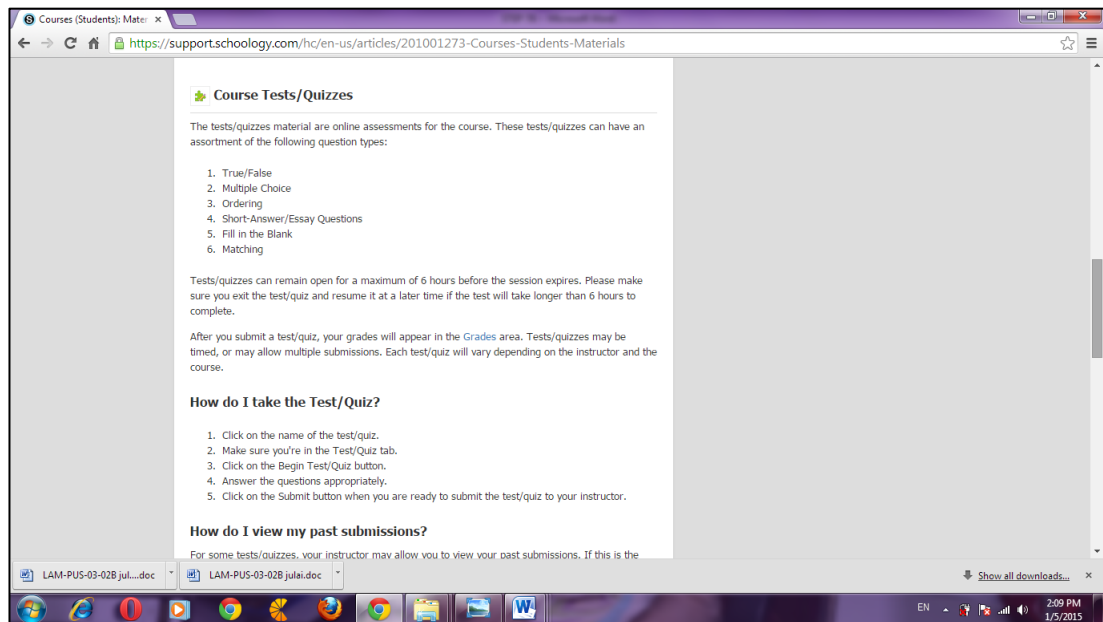 Courses (Students): Mater
https://support.schoology.com/hc/en-us/articles/201001273-Courses-Students-Materials
Course Tests/Quizzes
The tests/quizzes material are online assessments for the course. These tests/quizzes can have an
assortment of the following question types:
1. True/False
2. Multiple Choice
3. Ordering
4. Short-Answer/Essay Questions
5. Fill in the Blank
6. Matching
Tests/quizzes can remain open for a maximum of 6 hours before the session expires. Please make
sure you exit the test/quiz and resume it at a later time if the test will take longer than 6 hours to
complete.
After you submit a test/quiz, your grades will appear in the Grades area. Tests/quizzes may be
timed, or may allow multiple submissions. Each test/quiz will vary depending on the instructor and the
course.
How do I take the Test/Quiz?
1. Click on the name of the test/quiz.
2. Make sure you're in the Test/Quiz tab.
3. Click on the Begin Test/Quiz button.
4. Answer the questions appropriately.
5. Click on the Submit button when you are ready to submit the test/quiz to your instructor.
How do I view my past submissions?
For some tests/quizzes, your instructor may allow you to view your past submissions. If this is the
LAM-PUS-03-02B jul....doc
LAM-PUS-03-02B julai.doc
Show all downloads...
EN
2:09 PM
1/5/2015